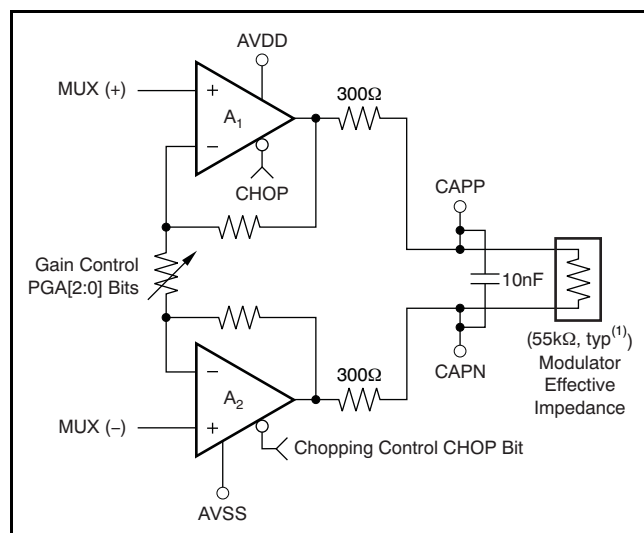 AVDD
MUX (+)
+
A1
−
300Ω
CHOP
CAPP
Gain Control
PGA[2:0] Bits
10nF
(55kΩ, typ(1))
Modulator
Effective
Impedance
CAPN
300Ω
−
A2
+
MUX (−)
Chopping Control CHOP Bit
AVSS